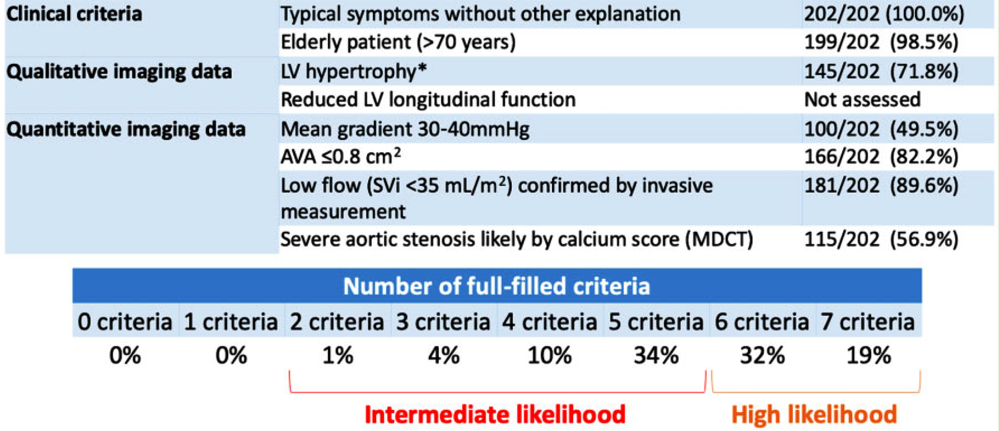 Clinical criteria Typical symptoms without other explanation 202/202 (100.0%)
Elderly patient (>70 years) 199/202 (98.5%)
Qualitative imaging data LV hypertrophy* 145/202 (71.8%)
Reduced LV longitudinal function Not assessed
Quantitative imaging data Mean gradient 30-40mmHg 100/202 (49.5%)
AVA ≤0.8 cm² 166/202 (82.2%)
Low flow (SVi <35 mL/m²) confirmed by invasive 181/202 (89.6%)
measurement
Severe aortic stenosis likely by calcium score (MDCT) 115/202 (56.9%)
Number of full-filled criteria
0 criteria 1 criteria 2 criteria 3 criteria 4 criteria 5 criteria 6 criteria 7 criteria
0% 0% 1% 4% 10% 34% 32% 19%
Intermediate likelihood High likelihood